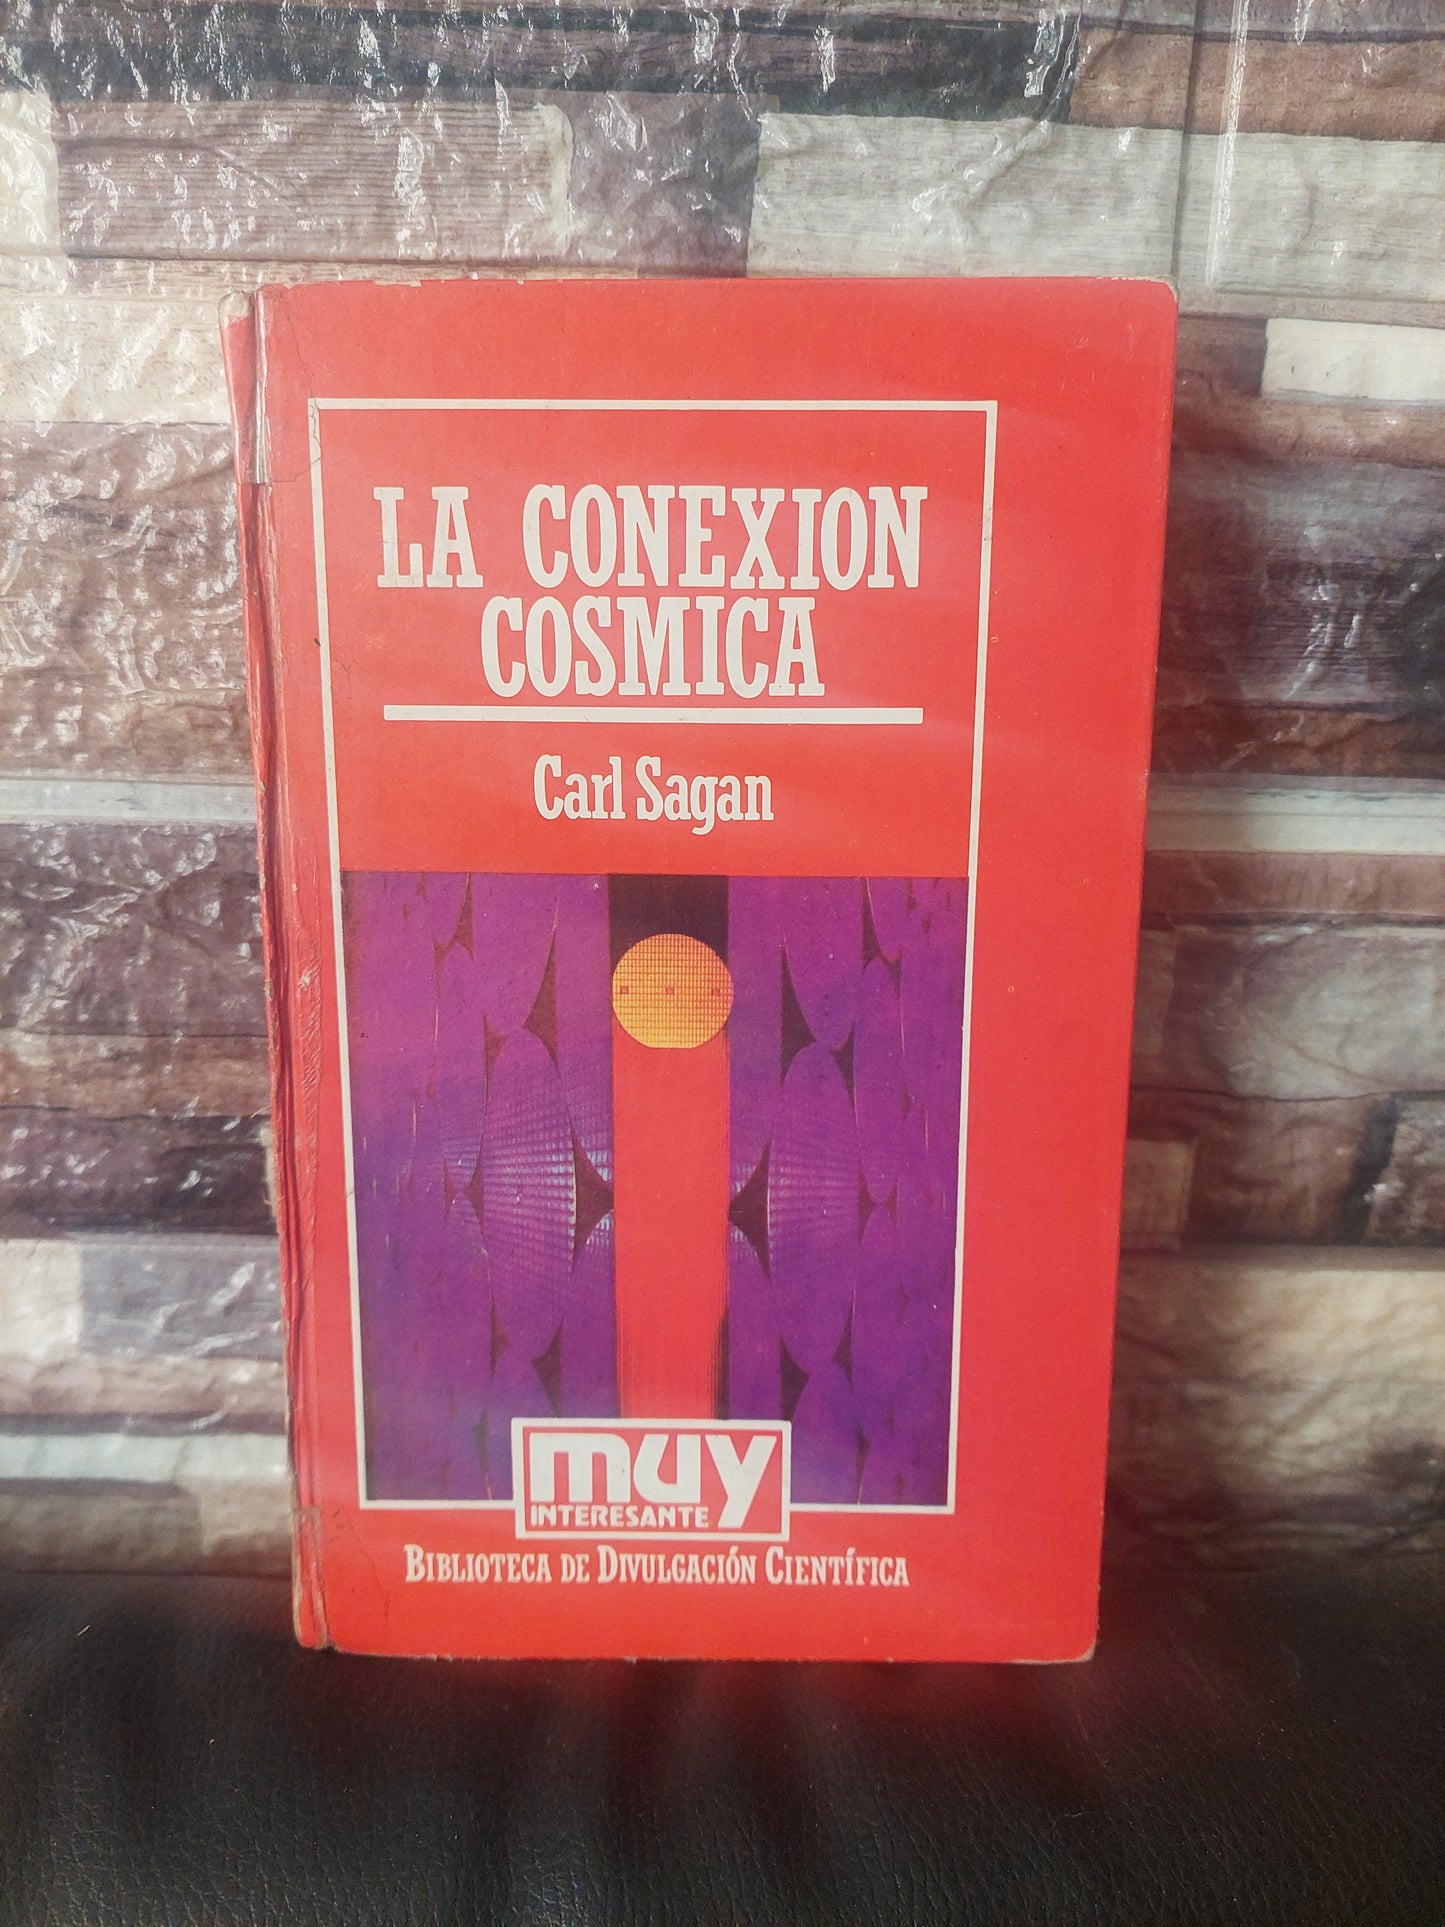 LA CONEXION
COSMICA
Carl Sagan
muy
INTERESANTE
BIBLIOTECA DE DIVULGACIÓN CIENTÍFICA